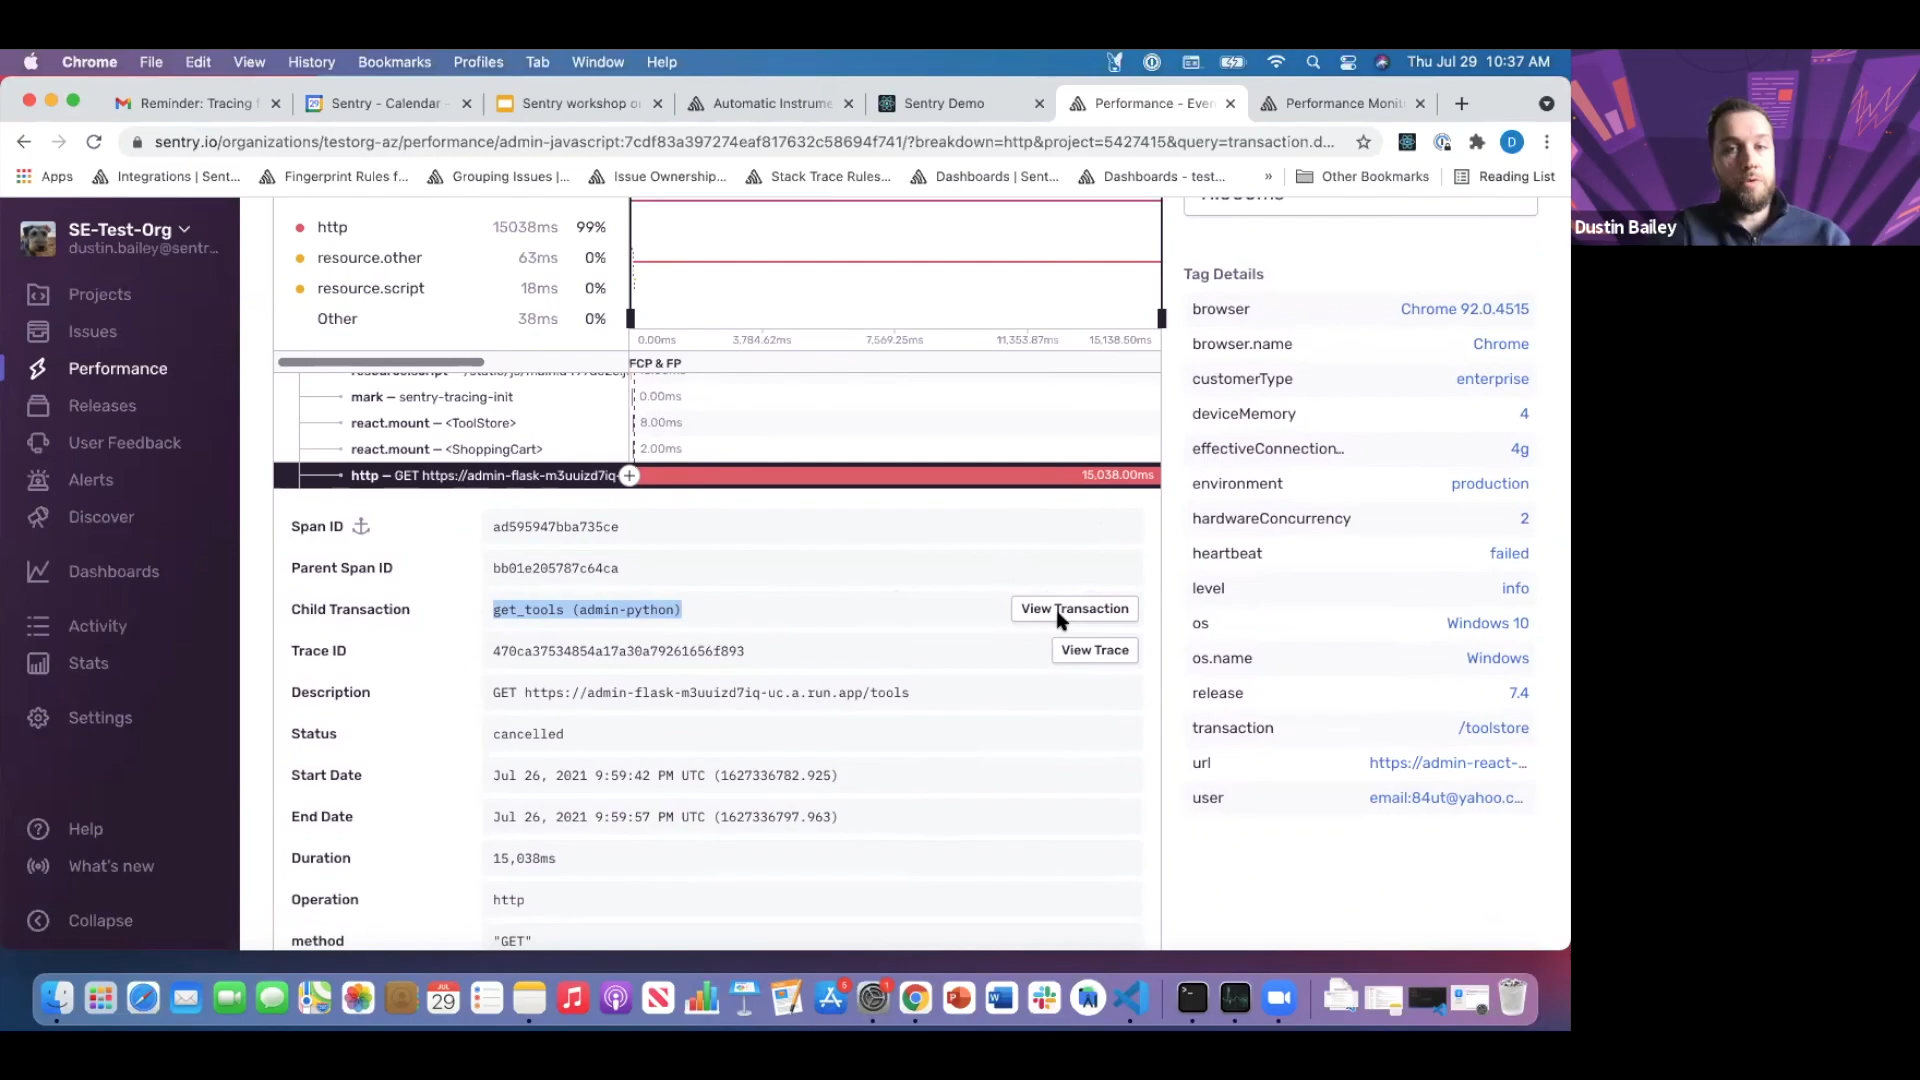 Chrome File Edit View History Bookmarks Profiles Tab Window Help Thu Jul 29 10:37 AM
Reminder: Tracing f Sentry - Calendar - Sentry workshop o Automatic Instrume Sentry Demo Performance - Even Performance Monit
sentry.io/organizations/testorg-az/performance/admin-javascript:7cdf83a397274eaf817632c58694f741/?breakdown=http&project=5427415&query=transaction.d... D
Apps Integrations | Sent... Fingerprint Rules f... Grouping Issues |... Issue Ownership... Stack Trace Rules... Dashboards | Sent... Dashboards - test... » Other Bookmarks Reading List
Dustin Bailey
SE-Test-Org
dustin.bailey@sentr...
Projects
Issues
Performance
Releases
User Feedback
Alerts
Discover
Dashboards
Activity
Stats
Settings
Help
What's new
Collapse
http 15038ms 99%
resource.other 63ms 0%
resource.script 18ms 0%
Other 38ms 0%
0.00ms 3,784.62ms 7,569.25ms 11,353.87ms 15,138.50ms
FCP & FP
mark – sentry-tracing-init 0.00ms
react.mount – <ToolStore> 8.00ms
react.mount – <ShoppingCart> 2.00ms
http – GET https://admin-flask-m3uuizd7iq- 15,038.00ms
Span ID ad595947bba735ce
Parent Span ID bb01e205787c64ca
Child Transaction get_tools (admin-python) View Transaction
Trace ID 470ca37534854a17a30a79261656f893 View Trace
Description GET https://admin-flask-m3uuizd7iq-uc.a.run.app/tools
Status cancelled
Start Date Jul 26, 2021 9:59:42 PM UTC (1627336782.925)
End Date Jul 26, 2021 9:59:57 PM UTC (1627336797.963)
Duration 15,038ms
Operation http
method "GET"
Tag Details
browser Chrome 92.0.4515
browser.name Chrome
customerType enterprise
deviceMemory 4
effectiveConnection... 4g
environment production
hardwareConcurrency 2
heartbeat failed
level info
os Windows 10
os.name Windows
release 7.4
transaction /toolstore
url https://admin-react-...
user email:84ut@yahoo.c...
JUL
29
5
1